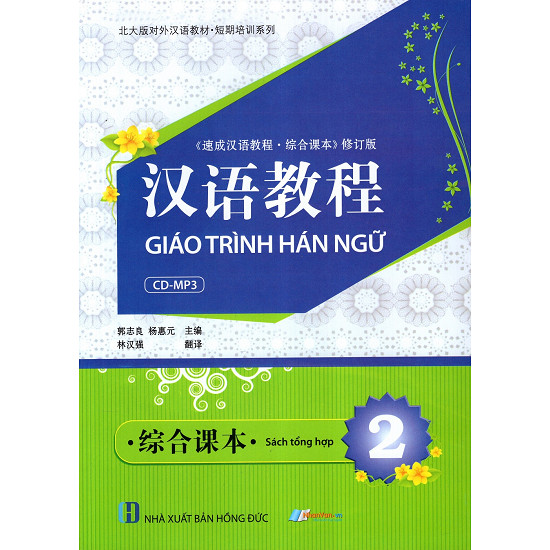 北大版对外汉语教材·短期培训系列
《速成汉语教程·综合课本》修订版
汉语教程
GIÁO TRÌNH HÁN NGỮ
CD-MP3
郭志良 杨惠元 主编
林汉强 翻译
·综合课本· Sách tổng hợp
2
NHÀ XUẤT BẢN HỒNG ĐỨC